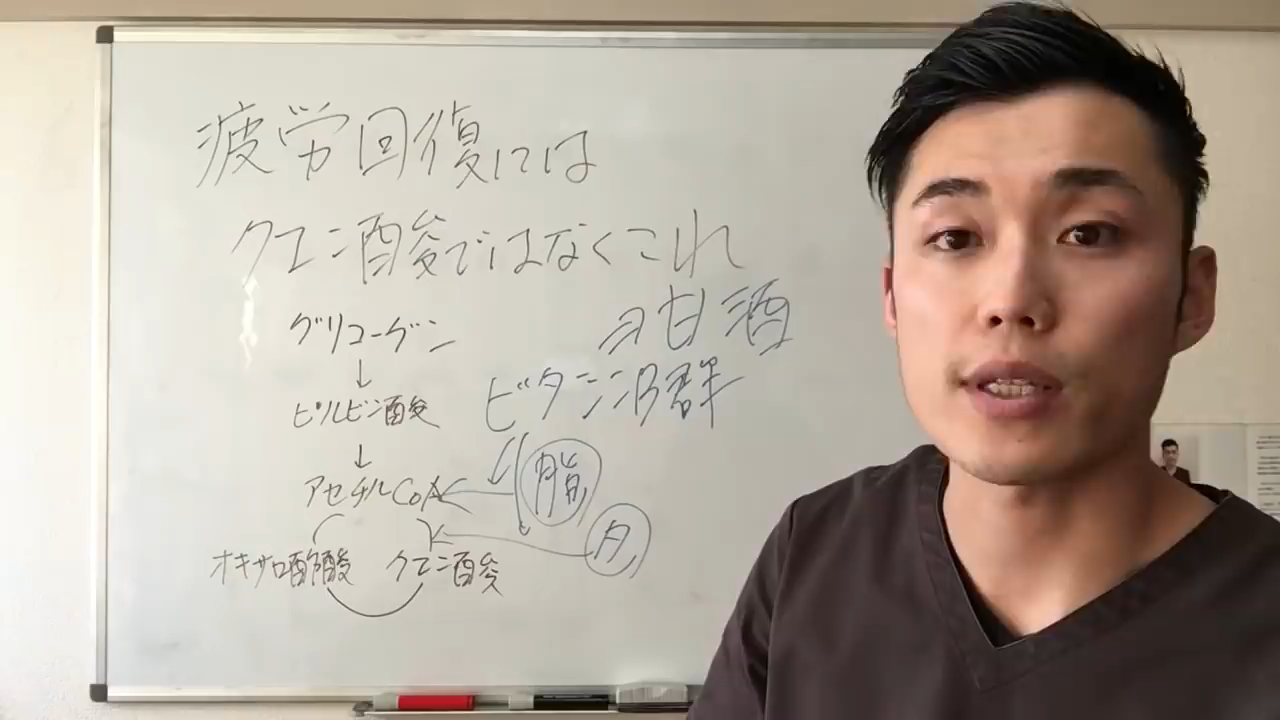 疲労回復には
クエン酸ではなくこれ
甘酒
グリコーゲン
↓
ピルビン酸
ビタミンB群
↓
アセチルCoA
脂
タ
オキサロ酢酸
クエン酸